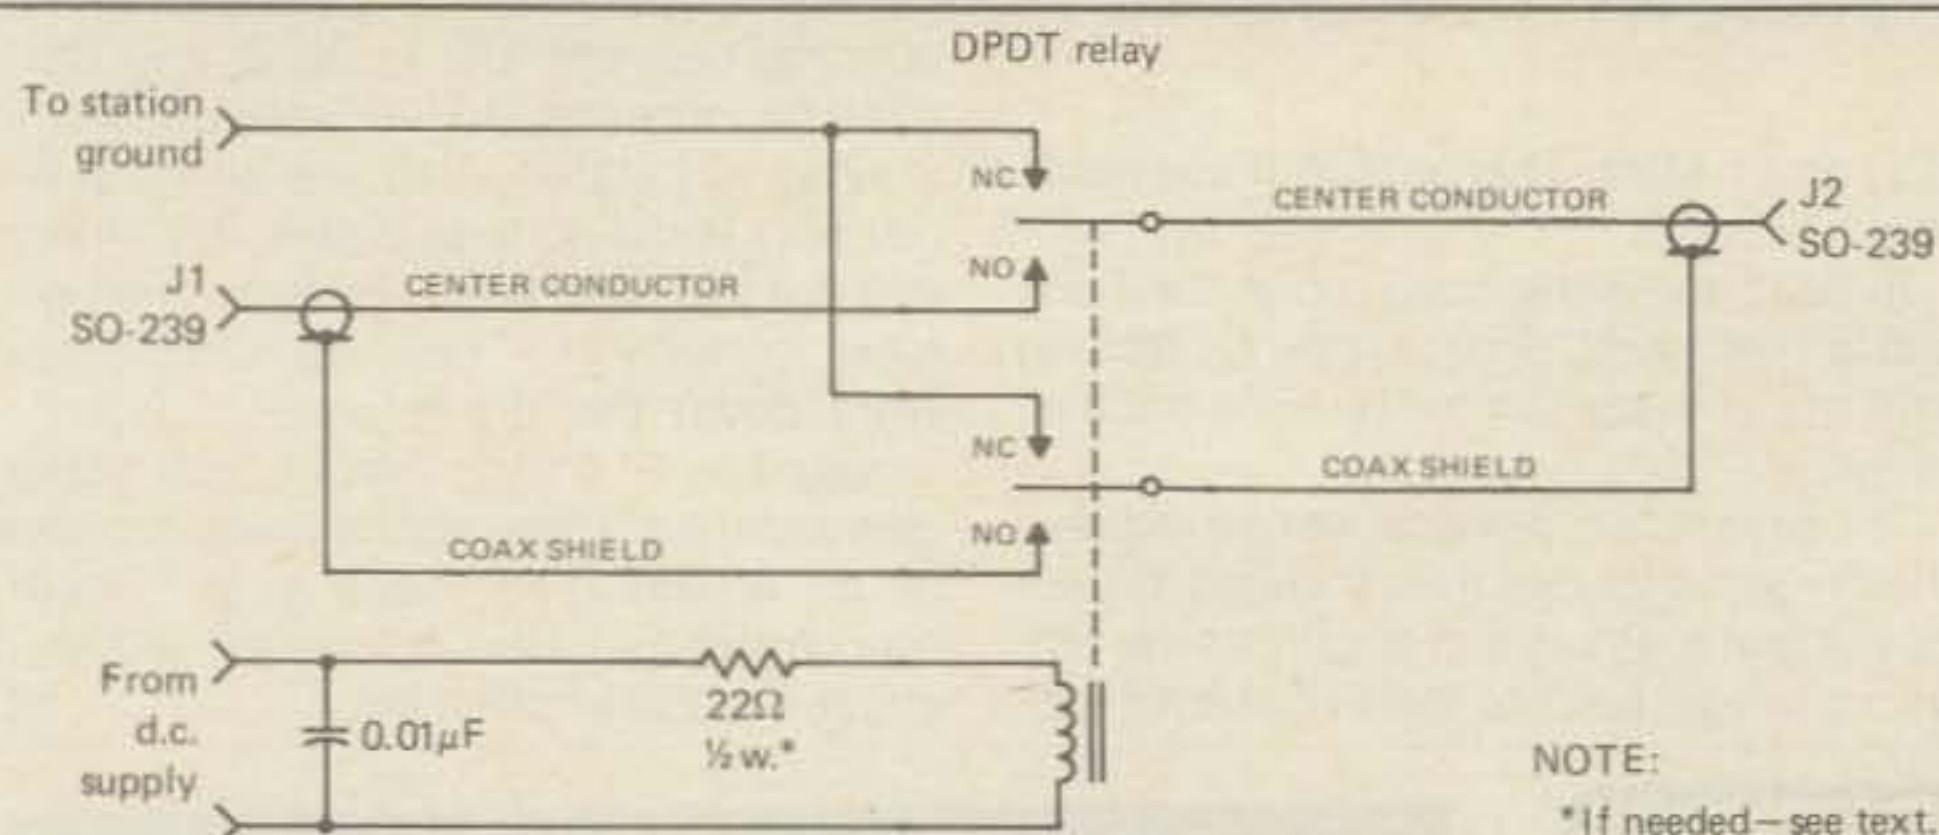 DPDT relay
To station
ground
NC
CENTER CONDUCTOR
J2
SO-239
NO
J1
SO-239
CENTER CONDUCTOR
NC
COAX SHIELD
NO
COAX SHIELD
From
d.c.
supply
0.01μF
22Ω
½w.*
NOTE:
*If needed—see text.